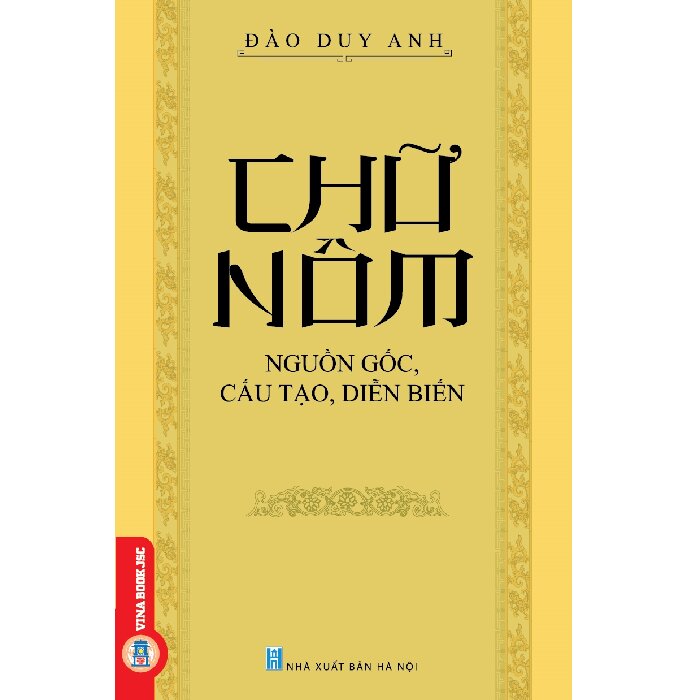 ĐÀO DUY ANH
CHỮ
NÔM
NGUỒN GỐC,
CẤU TẠO, DIỄN BIẾN
VINA BOOK.JSC
NHÀ XUẤT BẢN HÀ NỘI